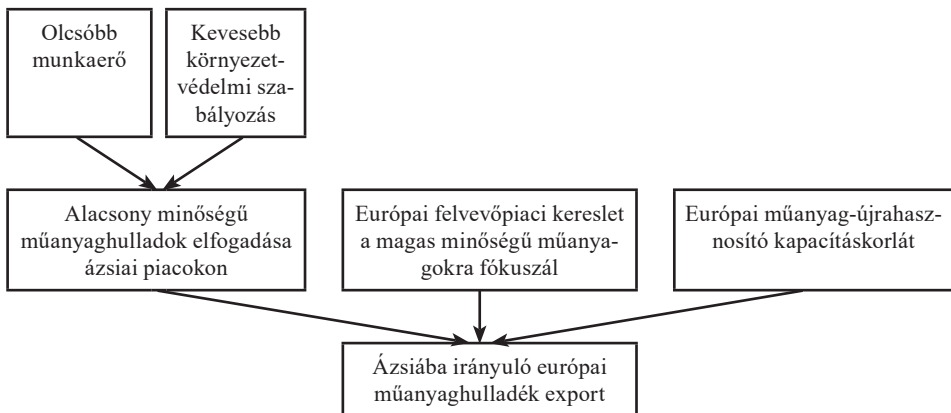 Olcsóbb
munkaerő
Kevesebb
környezet-
védelmi sza-
bályozás
Alacsony minőségű
műanyaghulladok elfogadása
ázsiai piacokon
Európai felvevőpiaci kereslet
a magas minőségű műanya-
gokra fókuszál
Európai műanyag-újrahasz-
nosító kapacitáskorlát
Ázsiába irányuló európai
műanyaghulladék export